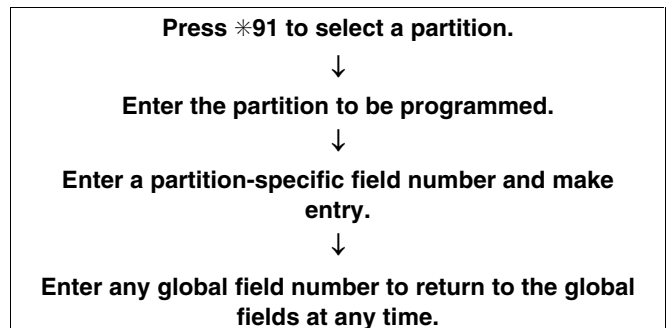 Press ✳91 to select a partition.
↓
Enter the partition to be programmed.
↓
Enter a partition-specific field number and make
entry.
↓
Enter any global field number to return to the global
fields at any time.